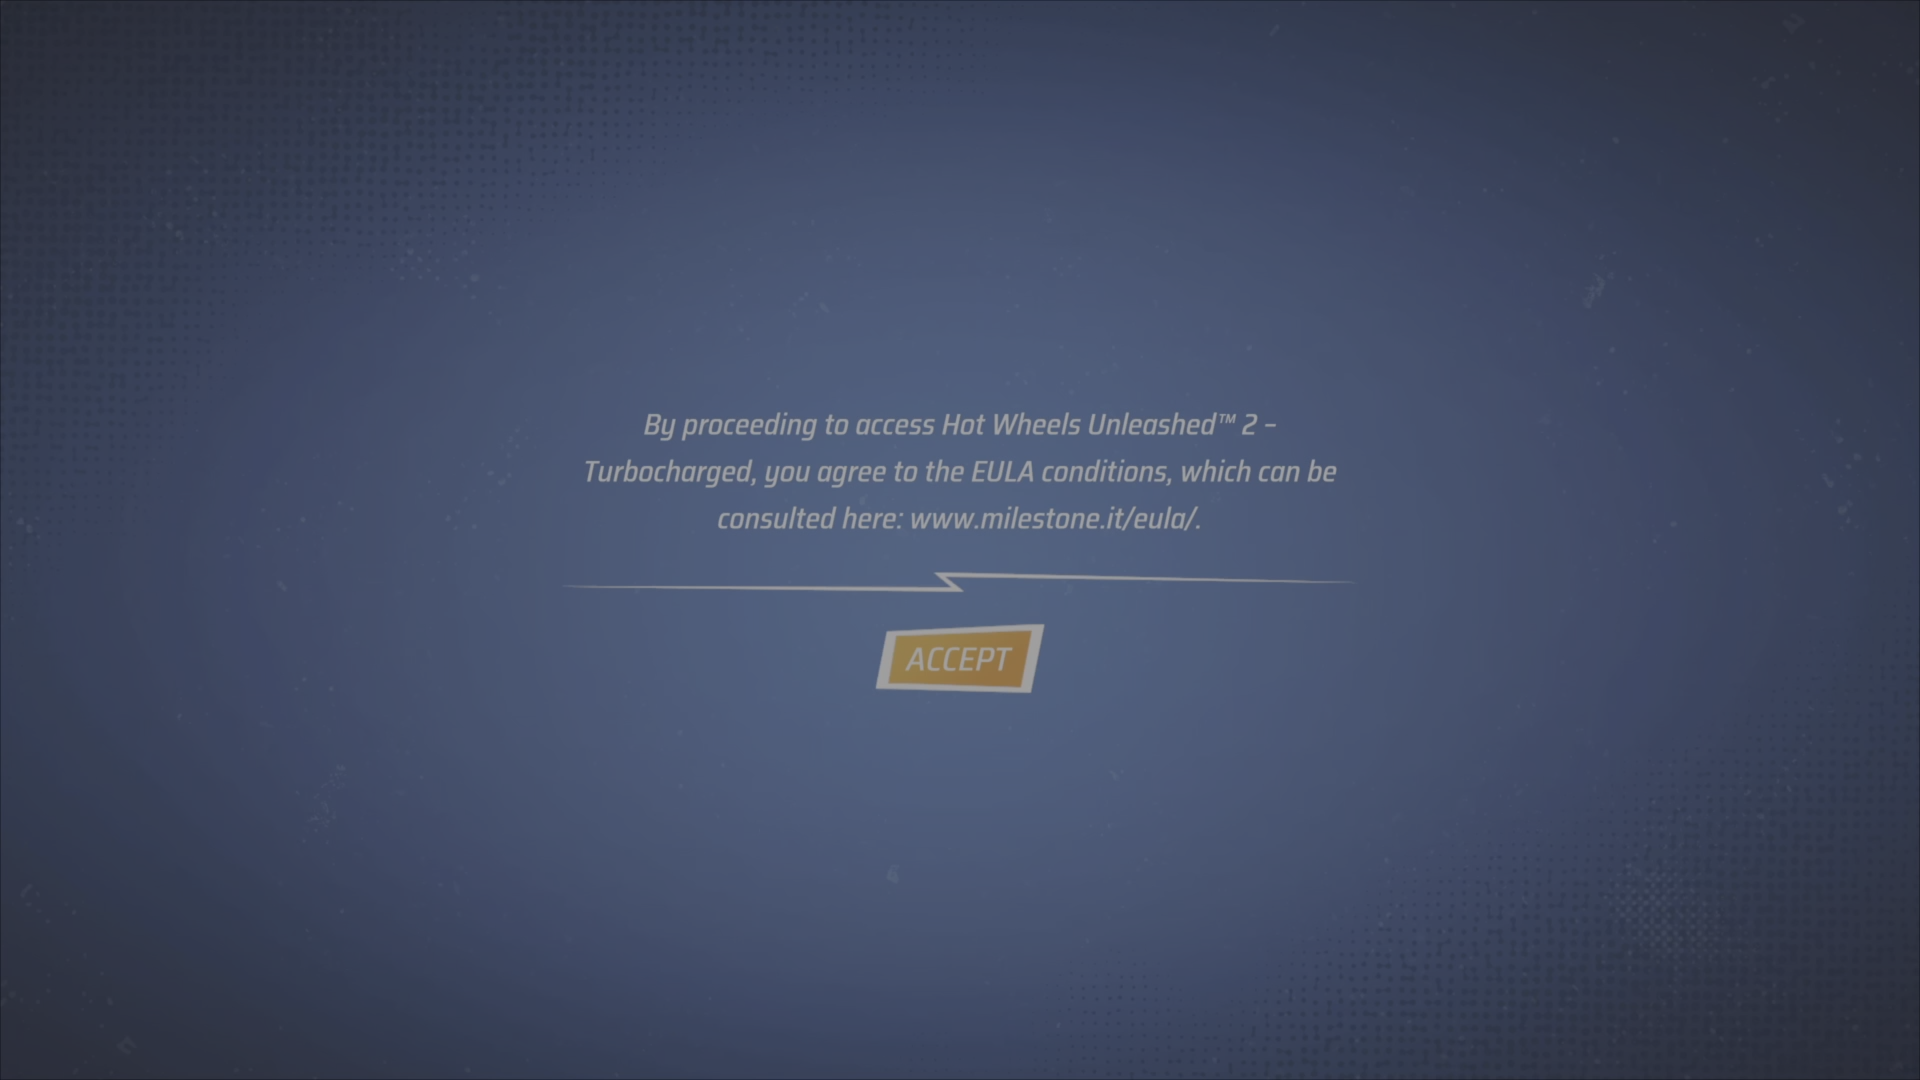 By proceeding to access Hot Wheels Unleashed™ 2 –
Turbocharged, you agree to the EULA conditions, which can be
consulted here: www.milestone.it/eula/.
ACCEPT